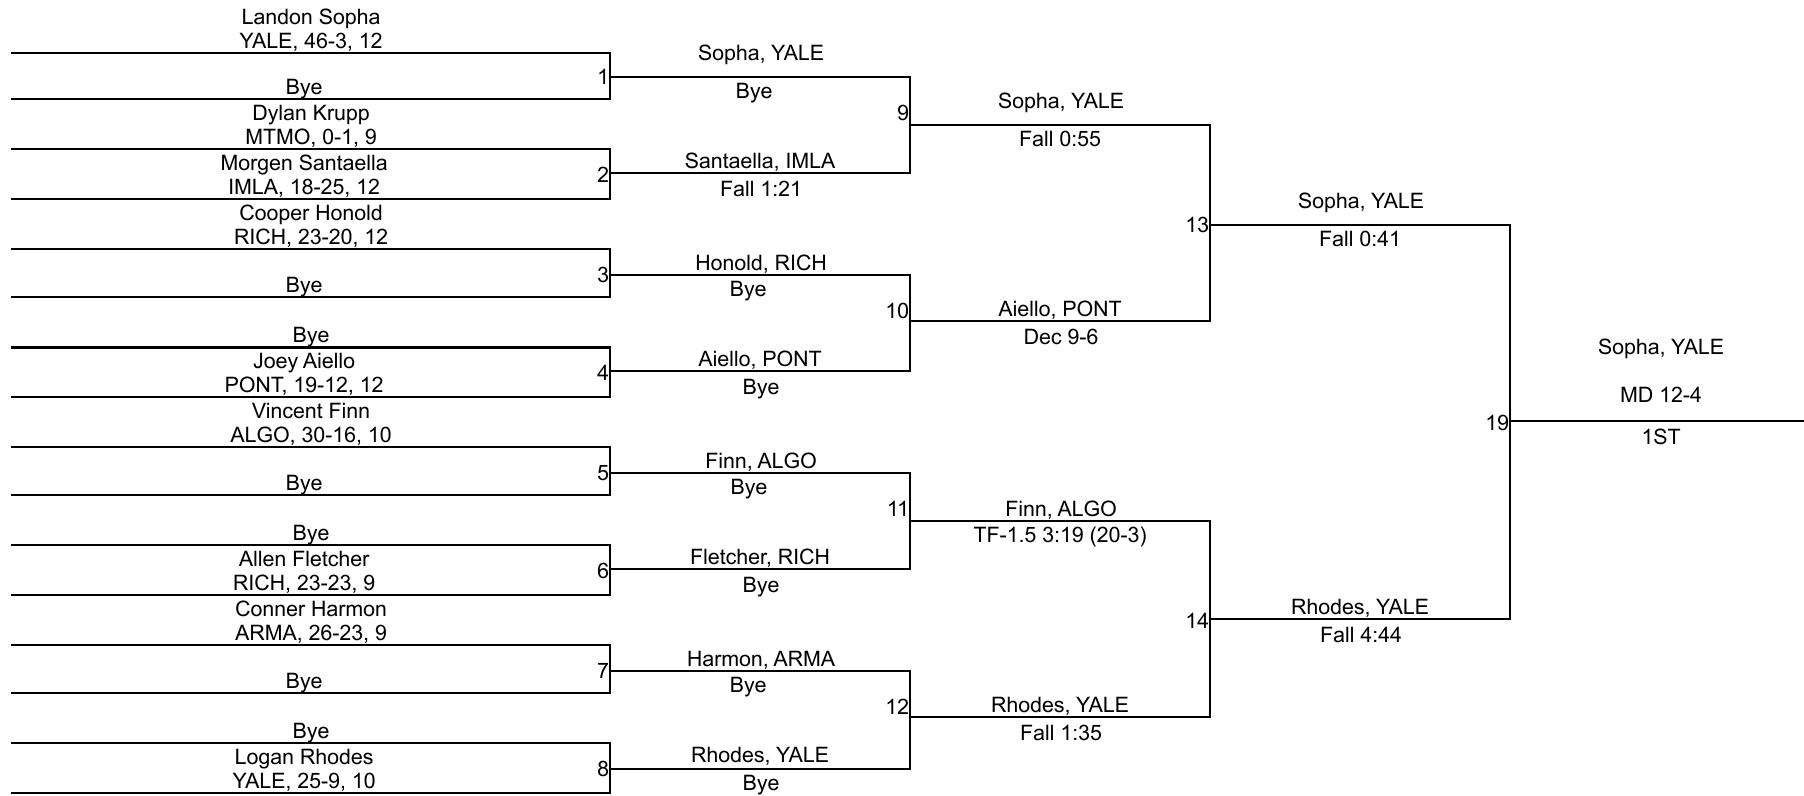 Landon Sopha
YALE, 46-3, 12
Bye
1
Dylan Krupp
MTMO, 0-1, 9
Morgen Santaella
IMLA, 18-25, 12
2
Cooper Honold
RICH, 23-20, 12
Bye
3
Bye
Joey Aiello
PONT, 19-12, 12
4
Vincent Finn
ALGO, 30-16, 10
Bye
5
Bye
Allen Fletcher
RICH, 23-23, 9
6
Conner Harmon
ARMA, 26-23, 9
Bye
7
Bye
Logan Rhodes
YALE, 25-9, 10
8
Sopha, YALE
Bye
9
Santaella, IMLA
Fall 1:21
Honold, RICH
Bye
10
Aiello, PONT
Bye
Finn, ALGO
Bye
11
Fletcher, RICH
Bye
Harmon, ARMA
Bye
12
Rhodes, YALE
Bye
Sopha, YALE
Fall 0:55
13
Aiello, PONT
Dec 9-6
Finn, ALGO
TF-1.5 3:19 (20-3)
14
Rhodes, YALE
Fall 1:35
Sopha, YALE
Fall 0:41
19
Rhodes, YALE
Fall 4:44
Sopha, YALE
MD 12-4
1ST